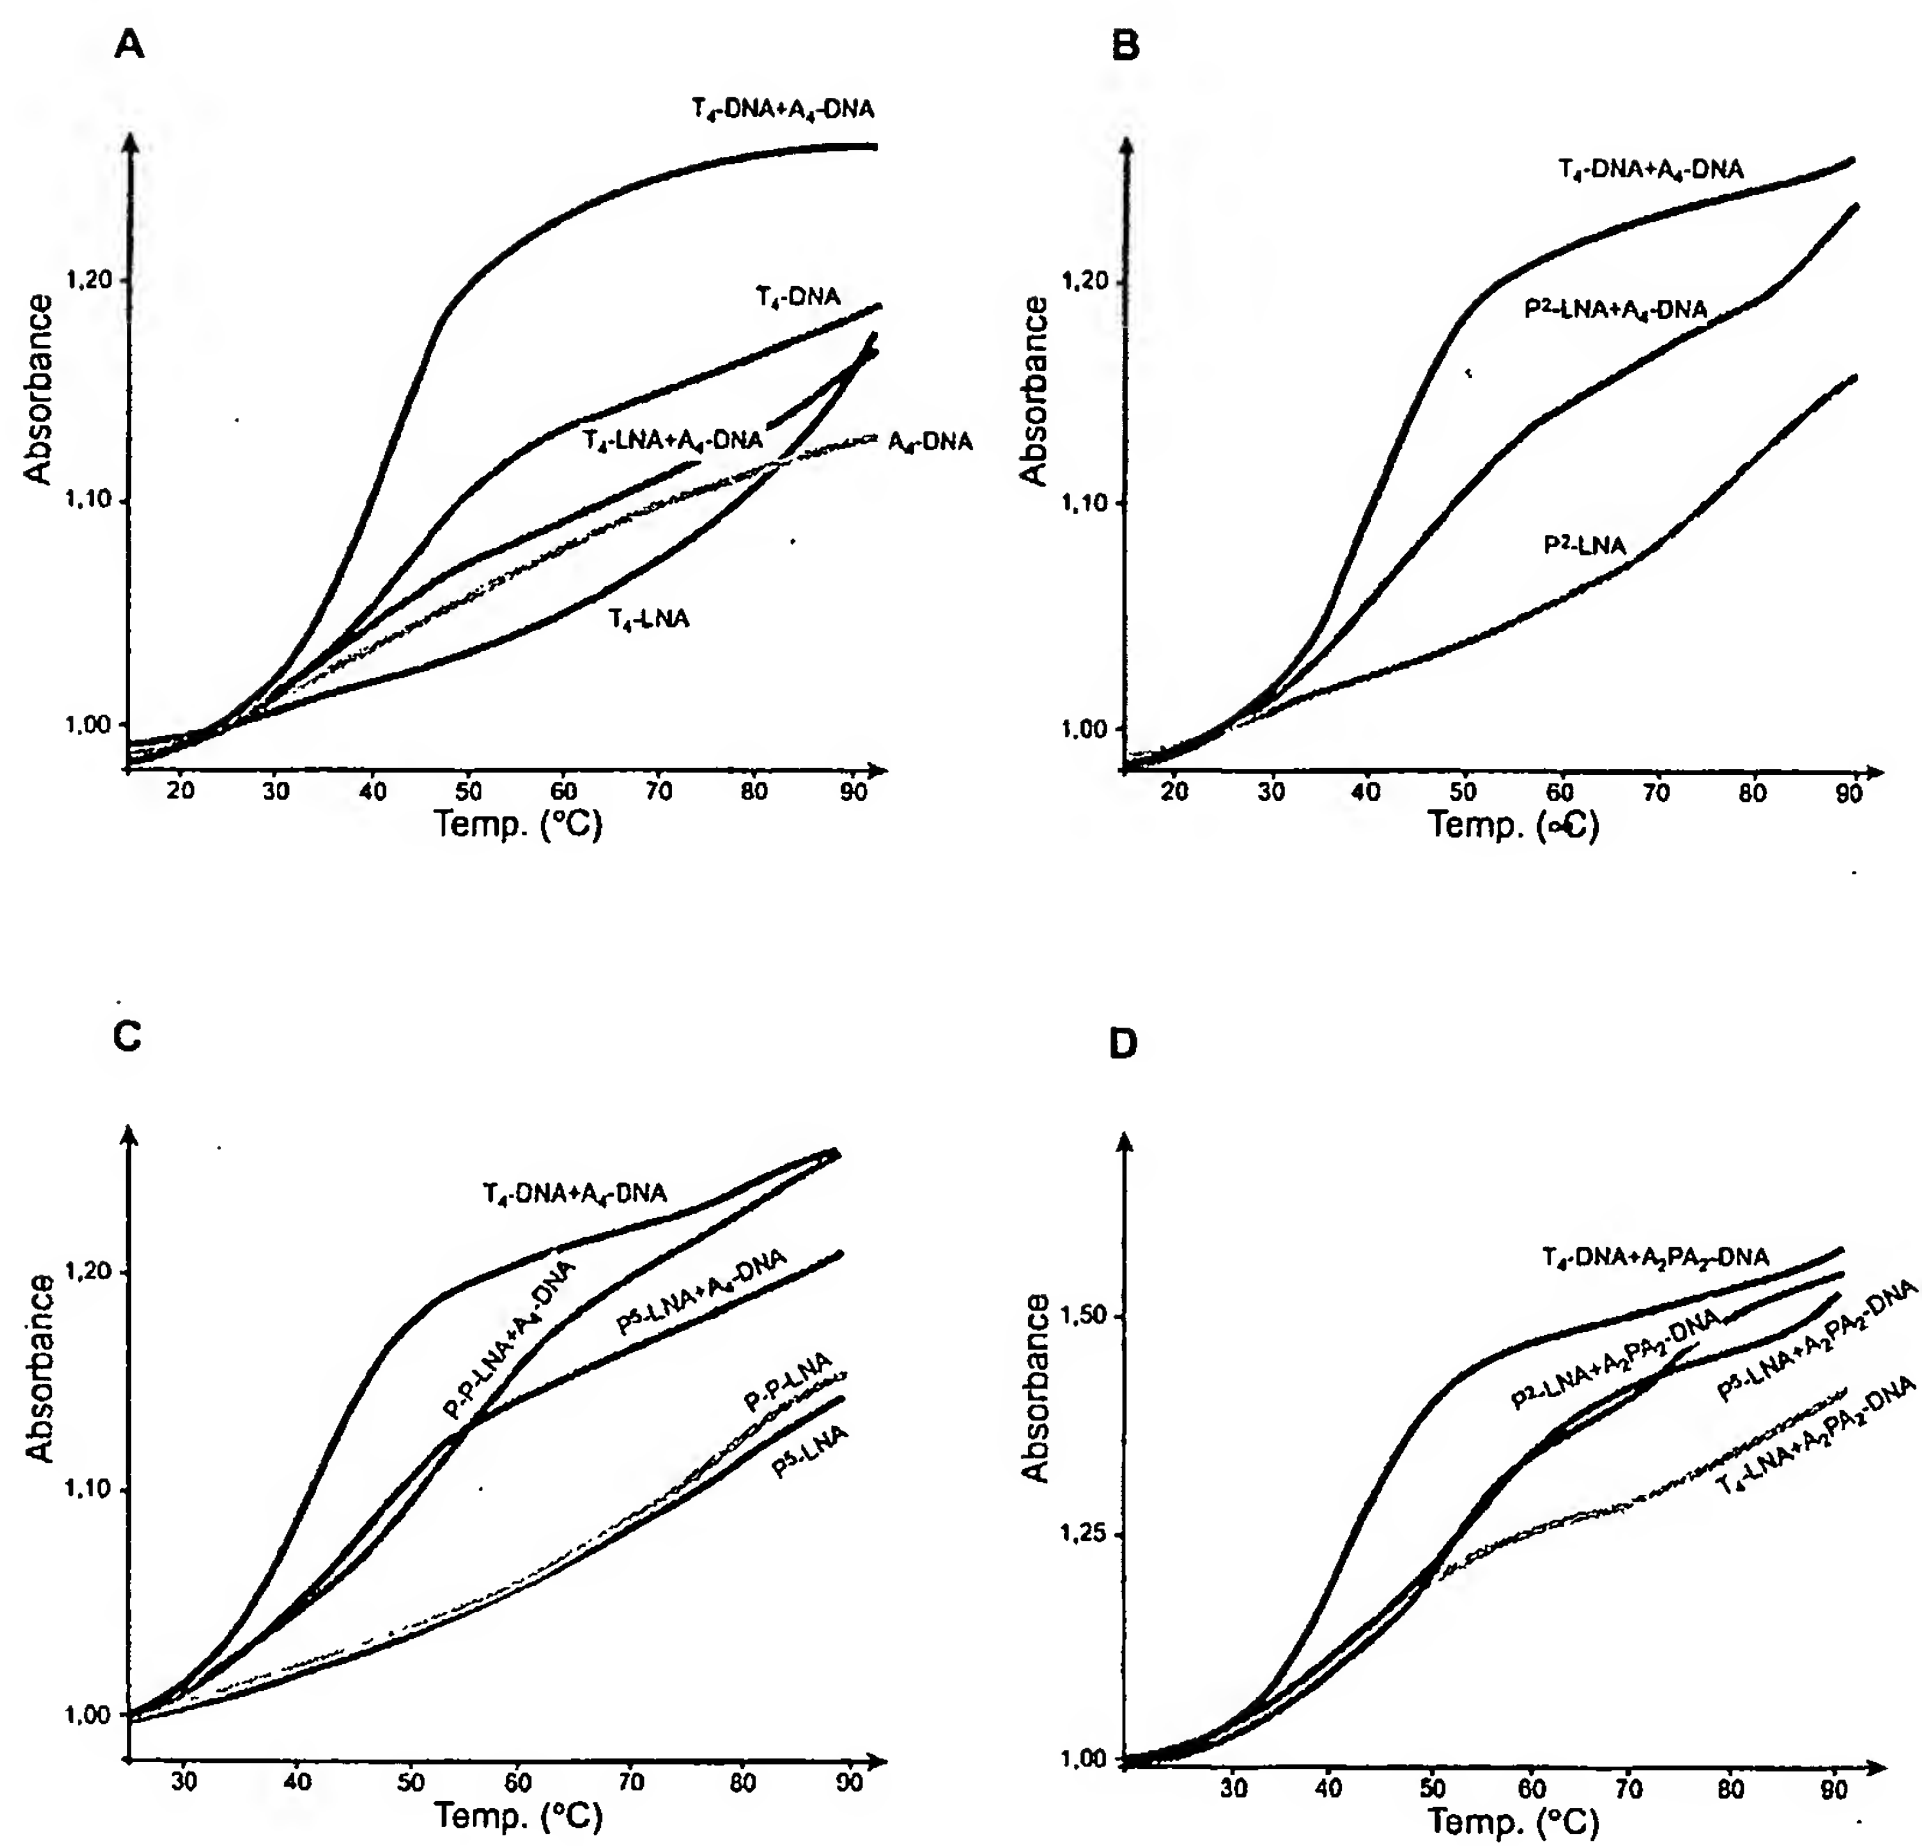 A
T₄-DNA+A₄-DNA
T₄-DNA
T₄-LNA+A₄-DNA
A₄-DNA
T₄-LNA
Absorbance
1,20
1,10
1,00
20 30 40 50 60 70 80 90
Temp. (°C)
B
T₄-DNA+A₄-DNA
P²-LNA+A₄-DNA
P²-LNA
Absorbance
1,20
1,10
1,00
20 30 40 50 60 70 80 90
Temp. (∝C)
C
T₄-DNA+A₄-DNA
P-P-LNA+A₄-DNA
P⁵-LNA+A₄-DNA
P-P-LNA
P⁵-LNA
Absorbance
1,20
1,10
1,00
30 40 50 60 70 80 90
Temp. (°C)
D
T₄-DNA+A₂PA₂-DNA
P²-LNA+A₂PA₂-DNA
P⁵-LNA+A₂PA₂-DNA
T₄-LNA+A₂PA₂-DNA
Absorbance
1,50
1,25
1,00
30 40 50 60 70 80 90
Temp. (°C)